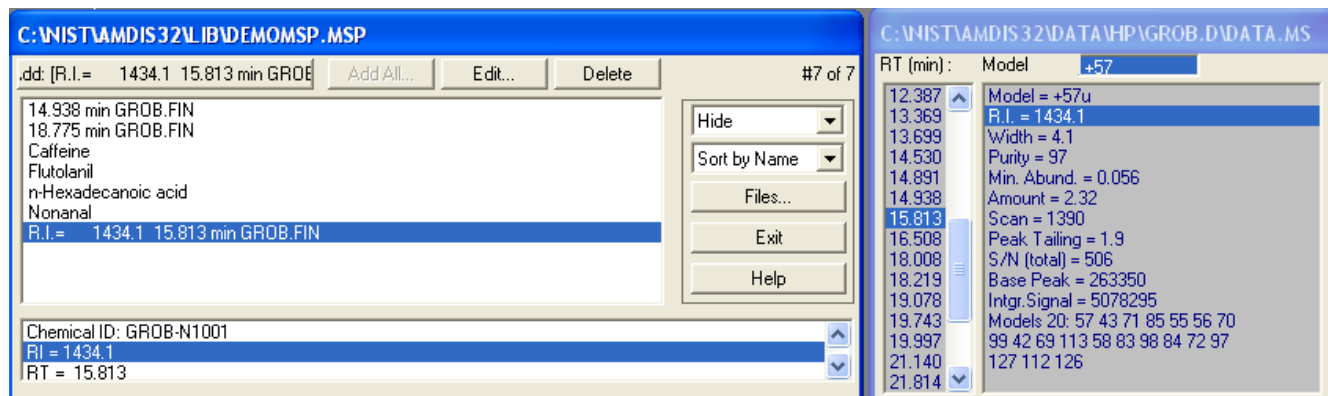 C:\NIST\AMDIS32\LIB\DEMOMSP.MSP
.dd: [R.I.= 1434.1 15.813 min GROE
Add All...
Edit...
Delete
#7 of 7
14.938 min GROB.FIN
18.775 min GROB.FIN
Caffeine
Flutolanil
n-Hexadecanoic acid
Nonanal
R.I.= 1434.1 15.813 min GROB.FIN
Hide
Sort by Name
Files...
Exit
Help
Chemical ID: GROB-N1001
RI = 1434.1
RT = 15.813
C:\NIST\AMDIS32\DATA\HP\GROB.D\DATA.MS
RT (min) :
Model
+57
12.387
13.369
13.699
14.530
14.891
14.938
15.813
16.508
18.008
18.219
19.078
19.743
19.997
21.140
21.814
Model = +57u
R.I. = 1434.1
Width = 4.1
Purity = 97
Min. Abund. = 0.056
Amount = 2.32
Scan = 1390
Peak Tailing = 1.9
S/N (total) = 506
Base Peak = 263350
Intgr.Signal = 5078295
Models 20: 57 43 71 85 55 56 70
99 42 69 113 58 83 98 84 72 97
127 112 126